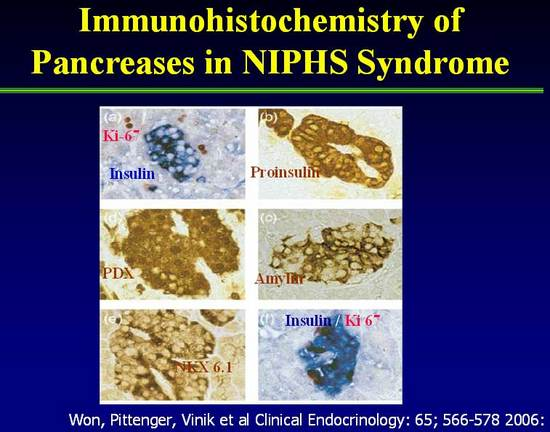 Immunohistochemistry of
Pancreases in NIPHS Syndrome
(a)
Ki-67
Insulin
(b)
Proinsulin
(d)
PDX
(c)
Amylin
(e)
NKX 6.1
(f)
Insulin / Ki 67
Won, Pittenger, Vinik et al Clinical Endocrinology: 65; 566-578 2006: